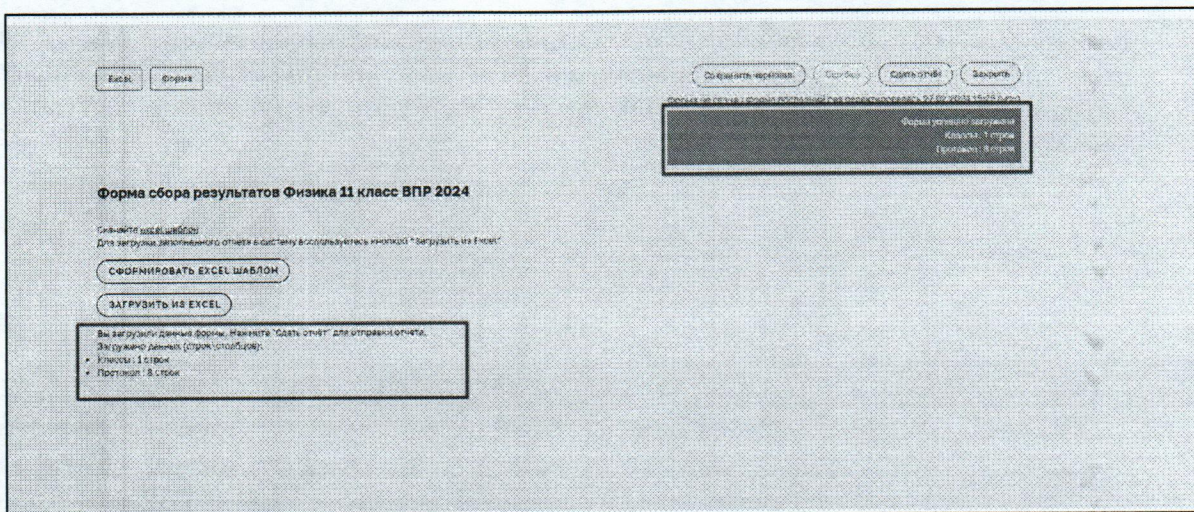 Excel Форма
Сохранить черновик Ошибки Сдать отчёт Закрыть
Форма успешно загружена
Классы: 1 строк
Протокол: 8 строк
Форма сбора результатов Физика 11 класс ВПР 2024
Скачайте excel шаблон
Для загрузки заполненного отчета в систему воспользуйтесь кнопкой "Загрузить из Excel"
СФОРМИРОВАТЬ EXCEL ШАБЛОН
ЗАГРУЗИТЬ ИЗ EXCEL
Вы загрузили данные формы. Нажмите "Сдать отчёт" для отправки отчета.
Загружено данных (строк\столбцов):
• Классы: 1 строк
• Протокол: 8 строк